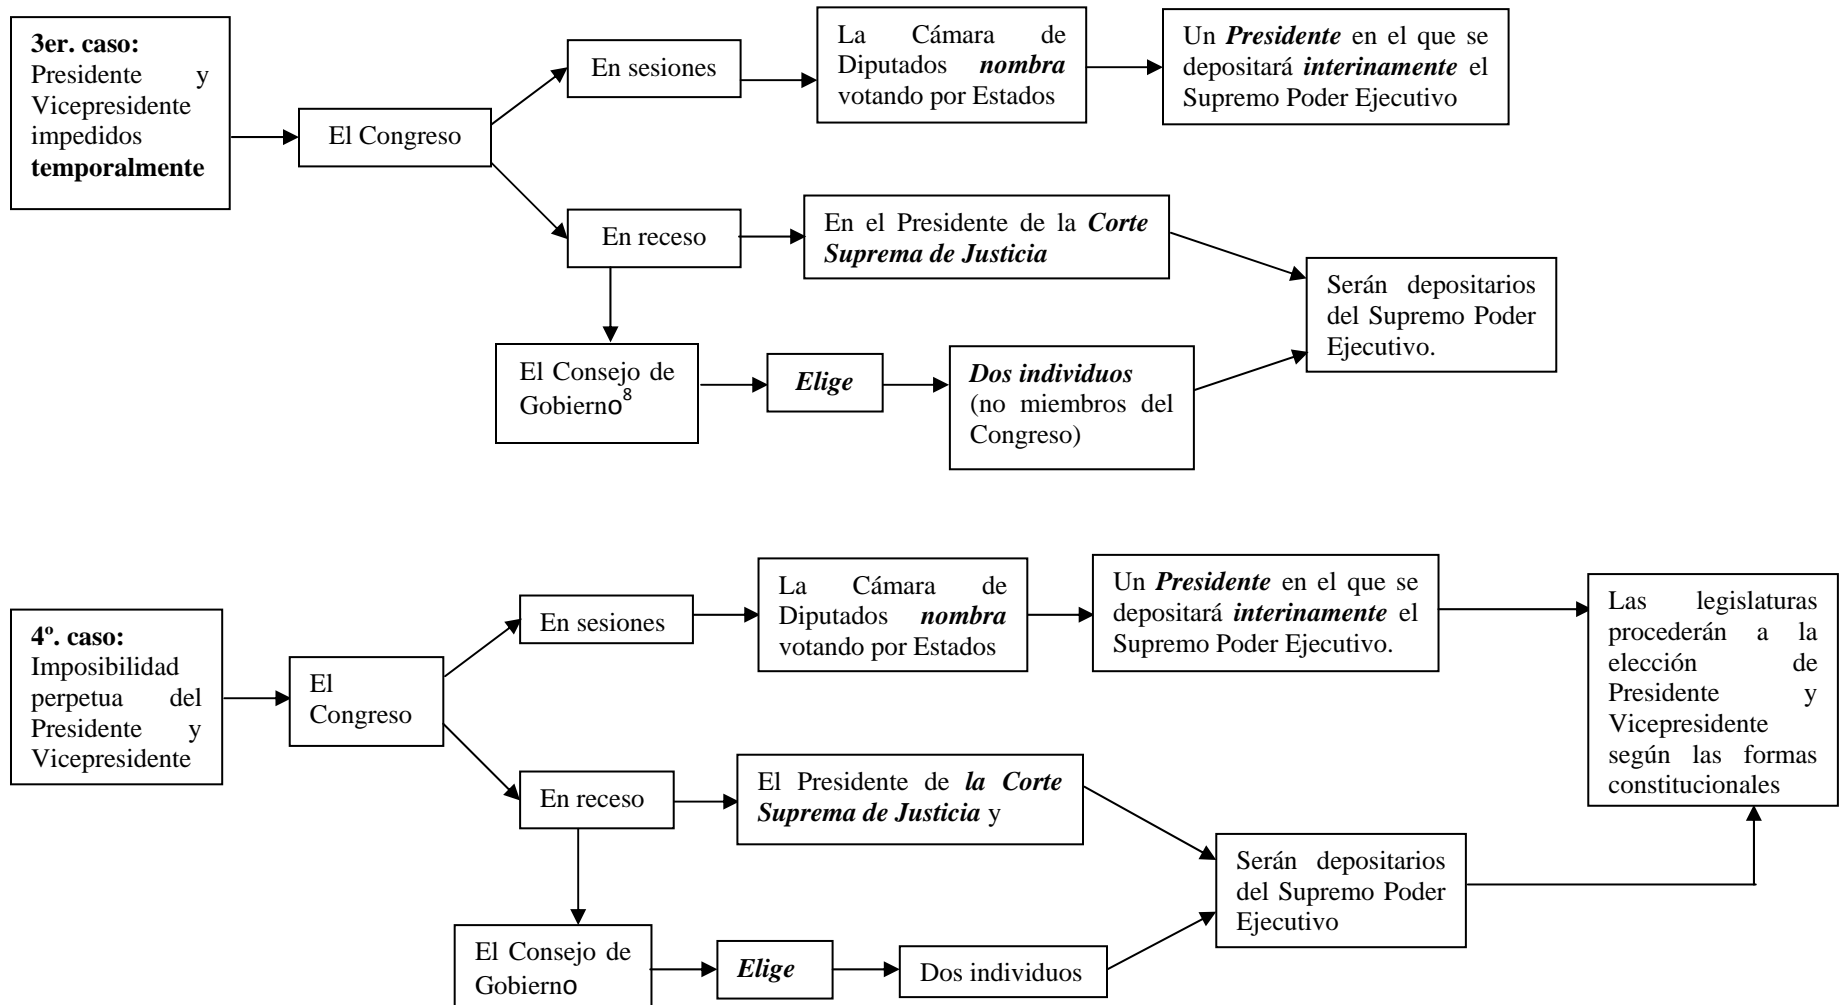 3er. caso:
Presidente y
Vicepresidente
impedidos
temporalmente
El Congreso
En sesiones
La Cámara de
Diputados nombra
votando por Estados
Un Presidente en el que se
depositará interinamente el
Supremo Poder Ejecutivo
En receso
En el Presidente de la Corte
Suprema de Justicia
El Consejo de
Gobierno8
Elige
Dos individuos
(no miembros del
Congreso)
Serán depositarios
del Supremo Poder
Ejecutivo.
4º. caso:
Imposibilidad
perpetua del
Presidente y
Vicepresidente
El
Congreso
En sesiones
La Cámara de
Diputados nombra
votando por Estados
Un Presidente en el que se
depositará interinamente el
Supremo Poder Ejecutivo.
Las legislaturas
procederán a la
elección de
Presidente y
Vicepresidente
según las formas
constitucionales
En receso
El Presidente de la Corte
Suprema de Justicia y
El Consejo de
Gobierno
Elige
Dos individuos
Serán depositarios
del Supremo Poder
Ejecutivo